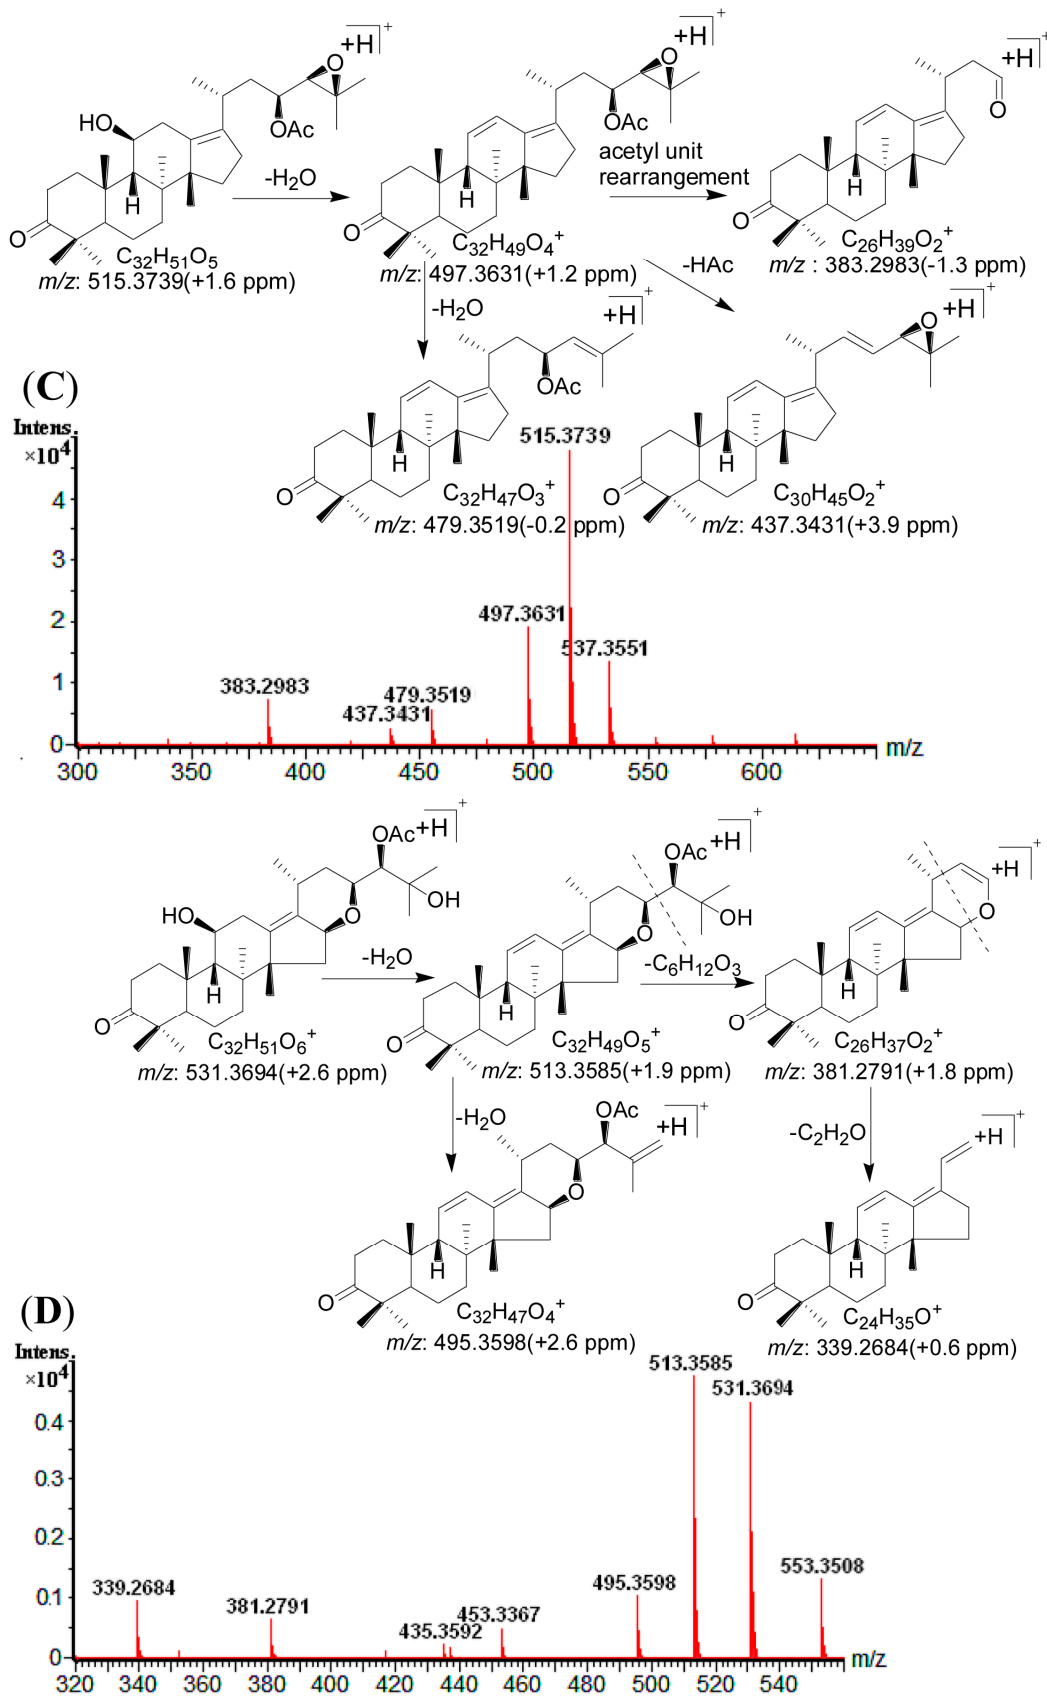 +H]+
+H]+
+H]+
O
O
O
HO
OAc
OAc
acetyl unit
rearrangement
-H2O
H
H
H
O
O
O
C32H51O5
m/z: 515.3739(+1.6 ppm)
C32H49O4+
m/z: 497.3631(+1.2 ppm)
C26H39O2+
m/z : 383.2983(-1.3 ppm)
-H2O
-HAc
+H]+
+H]+
O
OAc
H
H
O
O
C32H47O3+
m/z: 479.3519(-0.2 ppm)
C30H45O2+
m/z: 437.3431(+3.9 ppm)
(C)
Intens.
×10⁴
515.3739
497.3631
537.3551
383.2983
479.3519
437.3431
4
3
2
1
0
300 350 400 450 500 550 600
m/z
OAc+H]+
OAc+H]+
+H]+
OH
OH
HO
O
O
O
-H2O
-C6H12O3
H
H
H
O
O
O
C32H51O6+
m/z: 531.3694(+2.6 ppm)
C32H49O5+
m/z: 513.3585(+1.9 ppm)
C26H37O2+
m/z: 381.2791(+1.8 ppm)
-H2O
-C2H2O
OAc
+H]+
+H]+
O
H
H
O
O
C32H47O4+
m/z: 495.3598(+2.6 ppm)
C24H35O+
m/z: 339.2684(+0.6 ppm)
(D)
Intens.
×10⁴
513.3585
531.3694
553.3508
495.3598
339.2684
381.2791
453.3367
435.3592
0.4
0.3
0.2
0.1
0
320 340 360 380 400 420 440 460 480 500 520 540
m/z